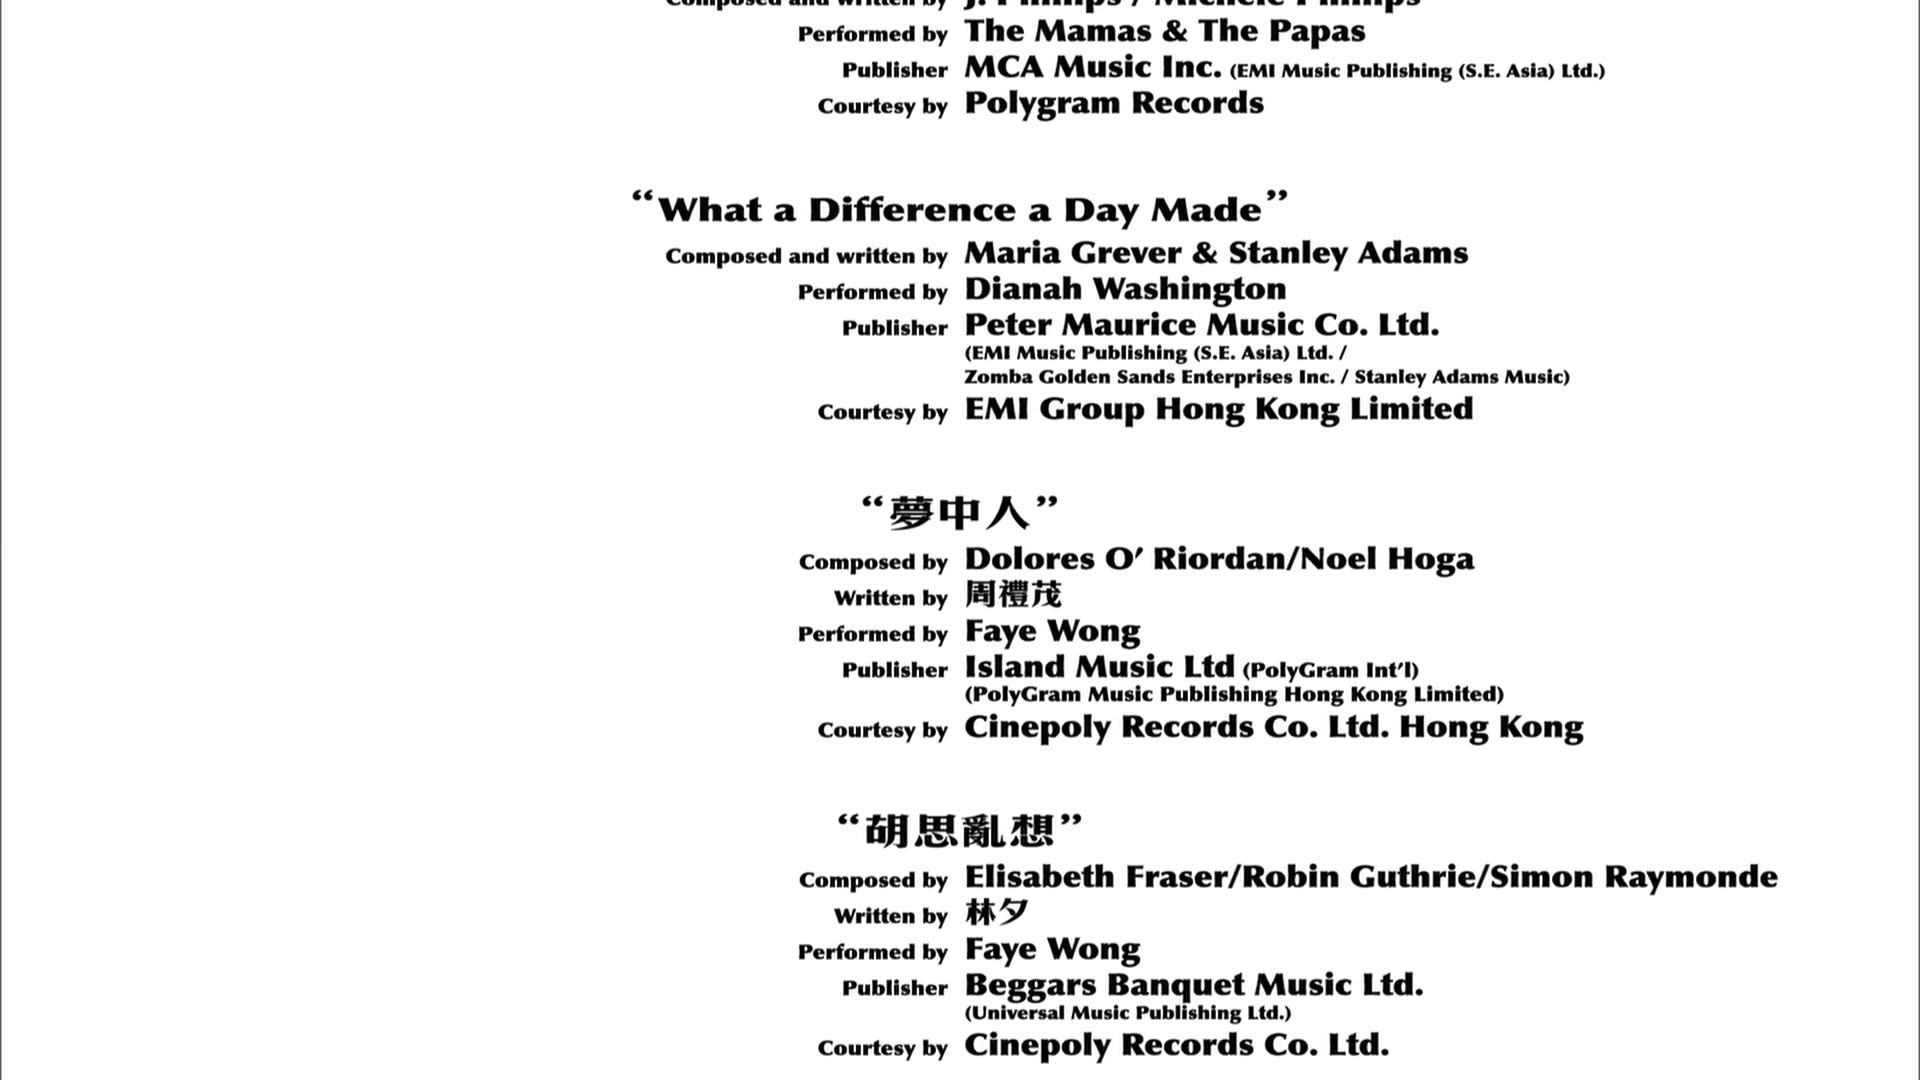 Composed and written by J. Phillips / Michele Phillips
Performed by The Mamas & The Papas
Publisher MCA Music Inc. (EMI Music Publishing (S.E. Asia) Ltd.)
Courtesy by Polygram Records
“What a Difference a Day Made”
Composed and written by Maria Grever & Stanley Adams
Performed by Dianah Washington
Publisher Peter Maurice Music Co. Ltd.
(EMI Music Publishing (S.E. Asia) Ltd. /
Zomba Golden Sands Enterprises Inc. / Stanley Adams Music)
Courtesy by EMI Group Hong Kong Limited
“夢中人”
Composed by Dolores O’ Riordan/Noel Hoga
Written by 周禮茂
Performed by Faye Wong
Publisher Island Music Ltd (PolyGram Int’l)
(PolyGram Music Publishing Hong Kong Limited)
Courtesy by Cinepoly Records Co. Ltd. Hong Kong
“胡思亂想”
Composed by Elisabeth Fraser/Robin Guthrie/Simon Raymonde
Written by 林夕
Performed by Faye Wong
Publisher Beggars Banquet Music Ltd.
(Universal Music Publishing Ltd.)
Courtesy by Cinepoly Records Co. Ltd.